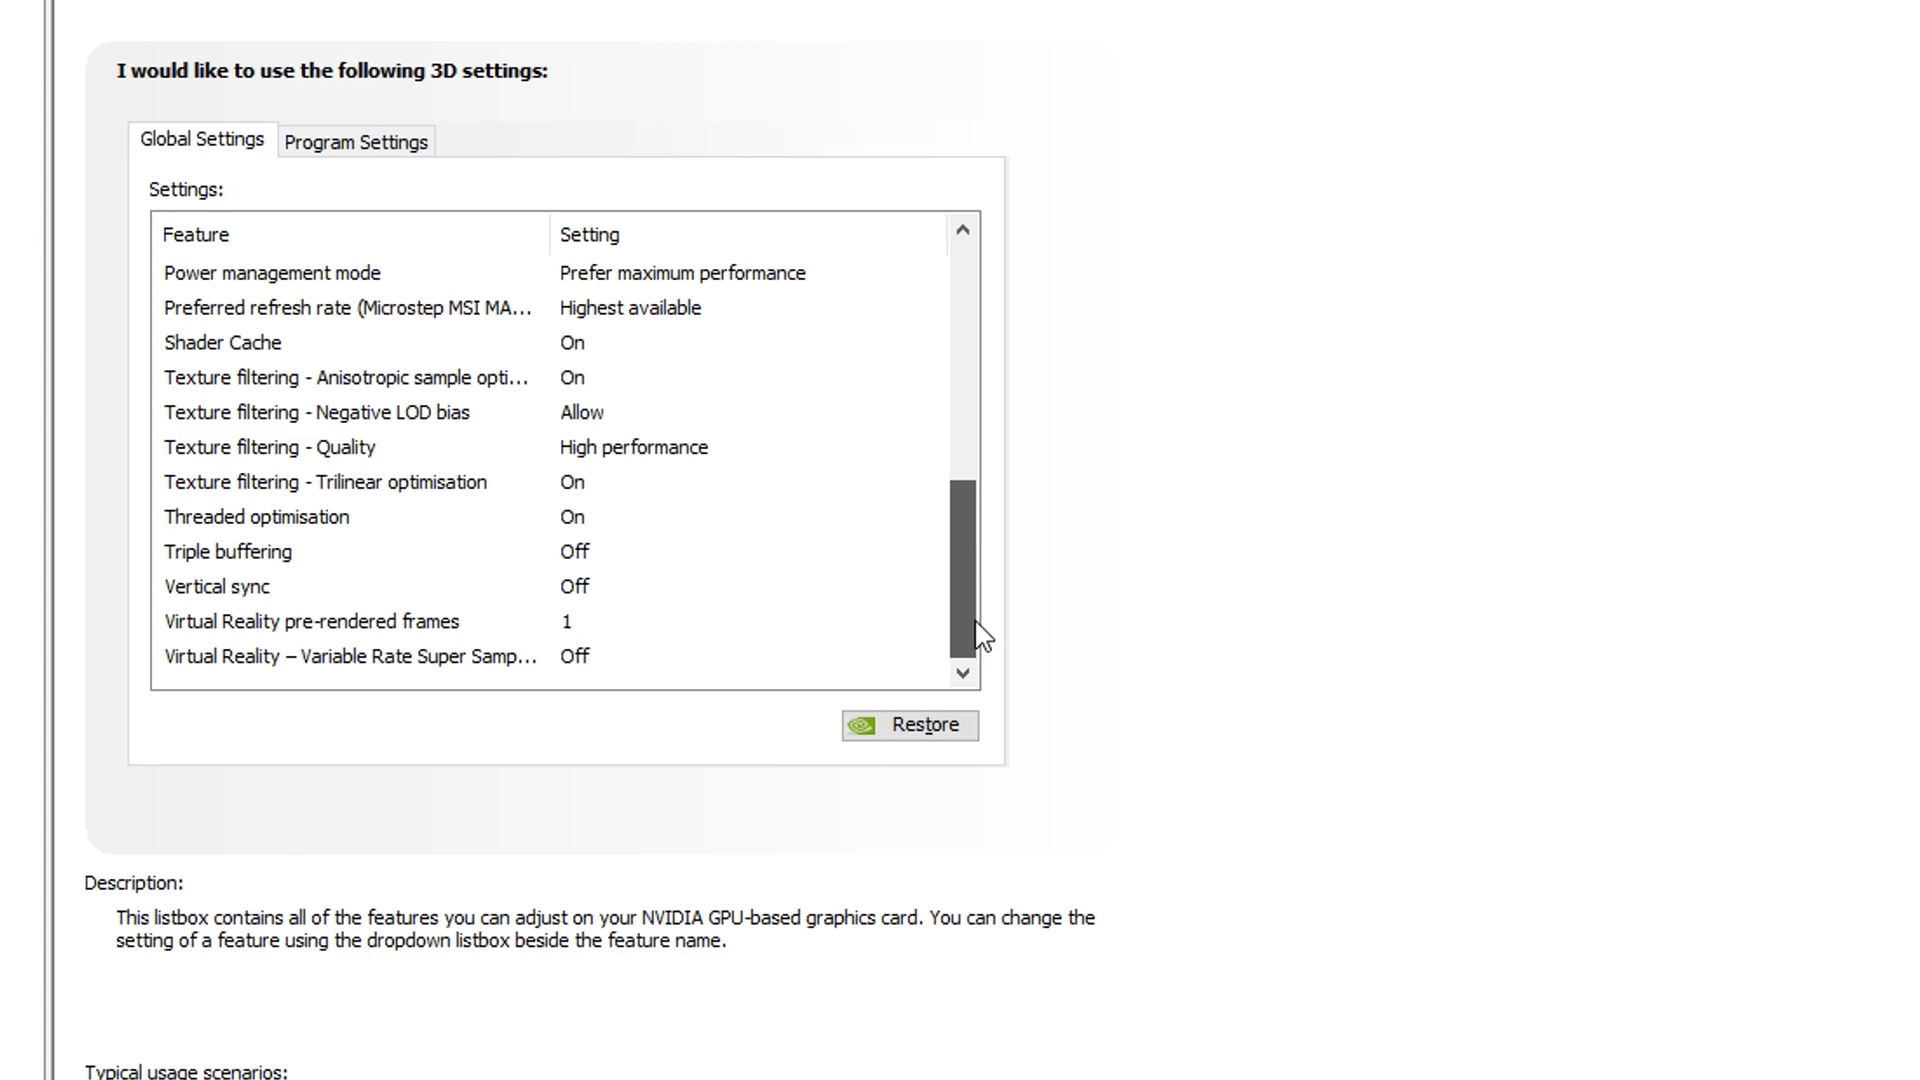 I would like to use the following 3D settings:
Global Settings
Program Settings
Settings:
Feature Setting
Power management mode Prefer maximum performance
Preferred refresh rate (Microstep MSI MA... Highest available
Shader Cache On
Texture filtering - Anisotropic sample opti... On
Texture filtering - Negative LOD bias Allow
Texture filtering - Quality High performance
Texture filtering - Trilinear optimisation On
Threaded optimisation On
Triple buffering Off
Vertical sync Off
Virtual Reality pre-rendered frames 1
Virtual Reality – Variable Rate Super Samp... Off
Restore
Description:
This listbox contains all of the features you can adjust on your NVIDIA GPU-based graphics card. You can change the
setting of a feature using the dropdown listbox beside the feature name.
Typical usage scenarios: